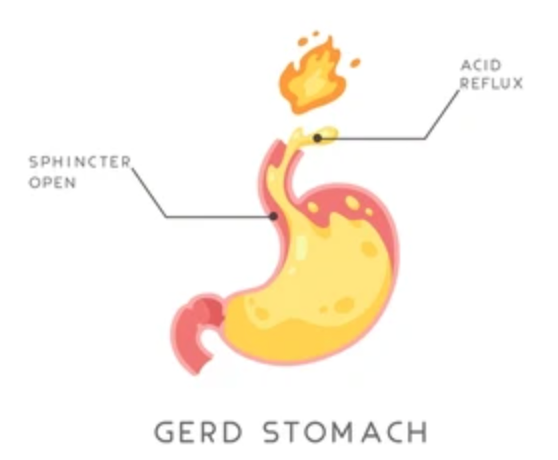 ACID
REFLUX
SPHINCTER
OPEN
GERD STOMACH